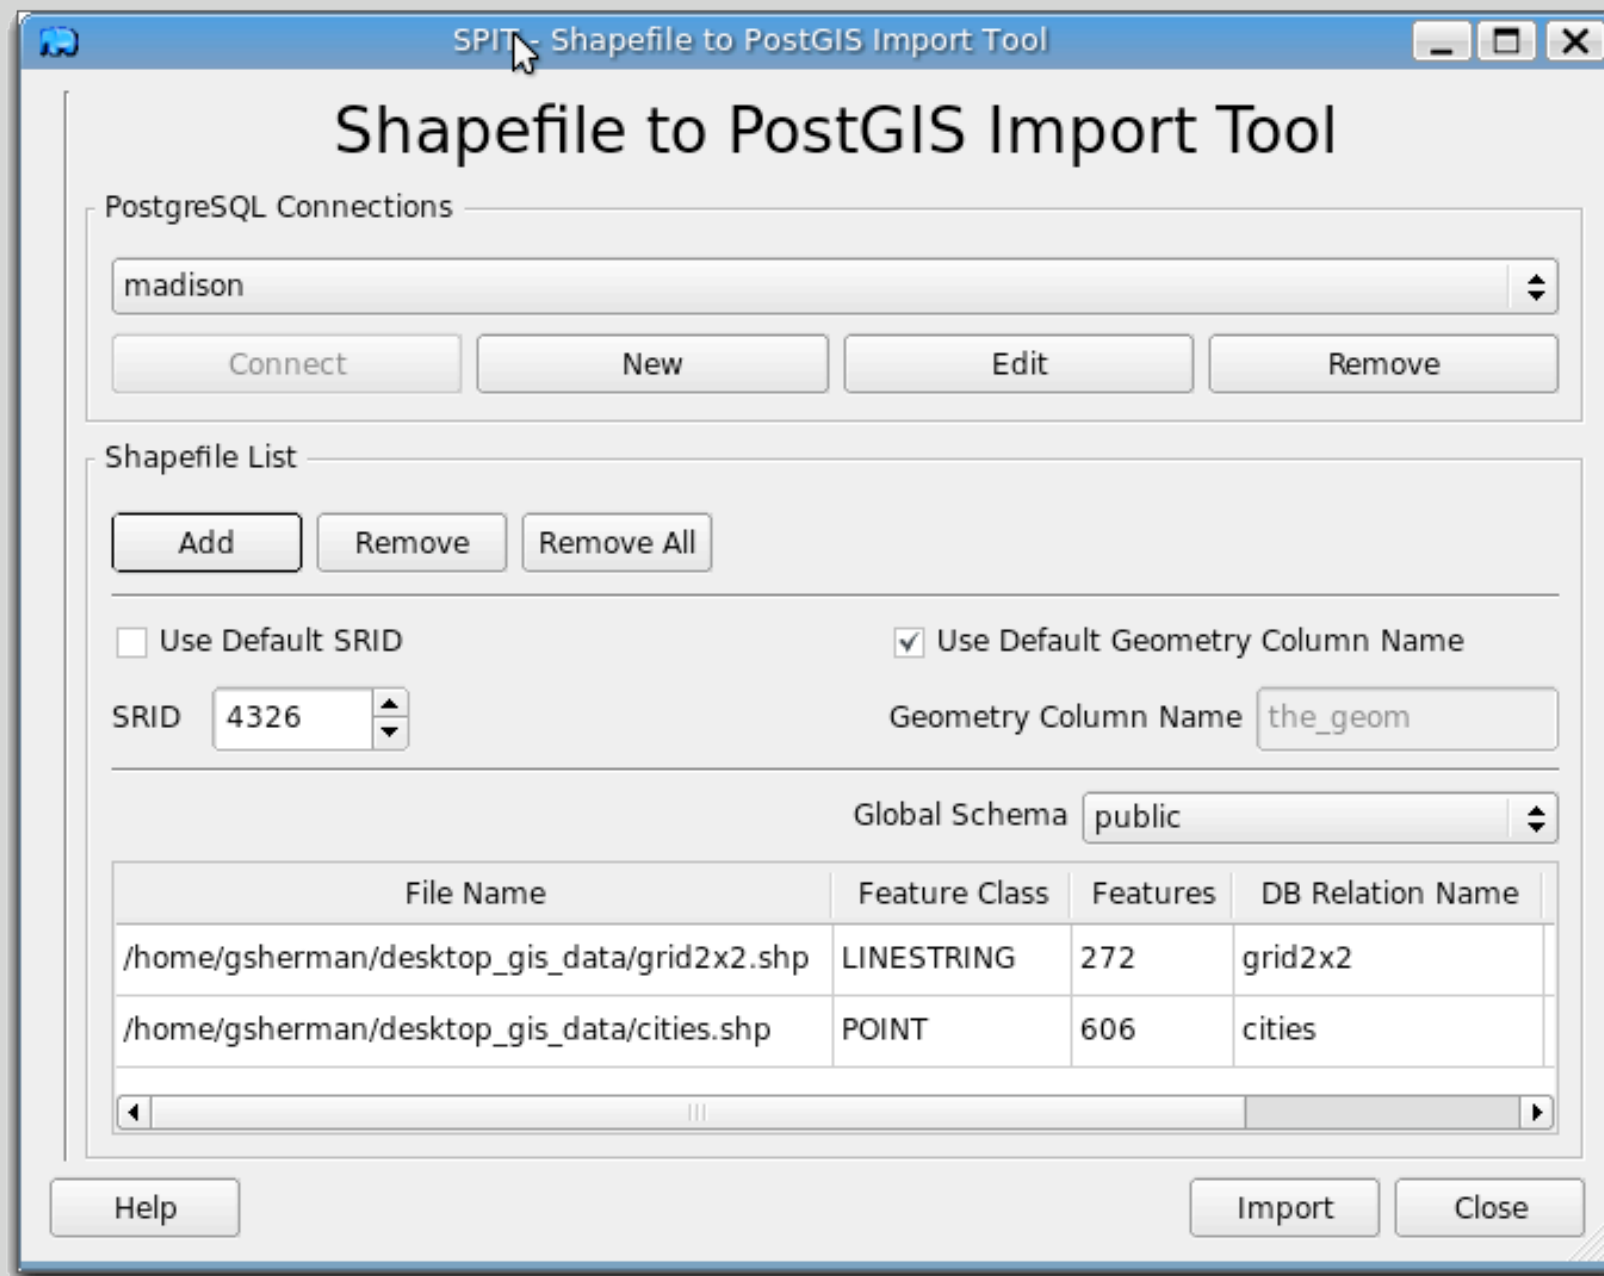 SPIT - Shapefile to PostGIS Import Tool
Shapefile to PostGIS Import Tool
PostgreSQL Connections
madison
Connect New Edit Remove
Shapefile List
Add Remove Remove All
Use Default SRID Use Default Geometry Column Name
SRID 4326 Geometry Column Name the_geom
Global Schema public
File Name Feature Class Features DB Relation Name
/home/gsherman/desktop_gis_data/grid2x2.shp LINESTRING 272 grid2x2
/home/gsherman/desktop_gis_data/cities.shp POINT 606 cities
Help Import Close